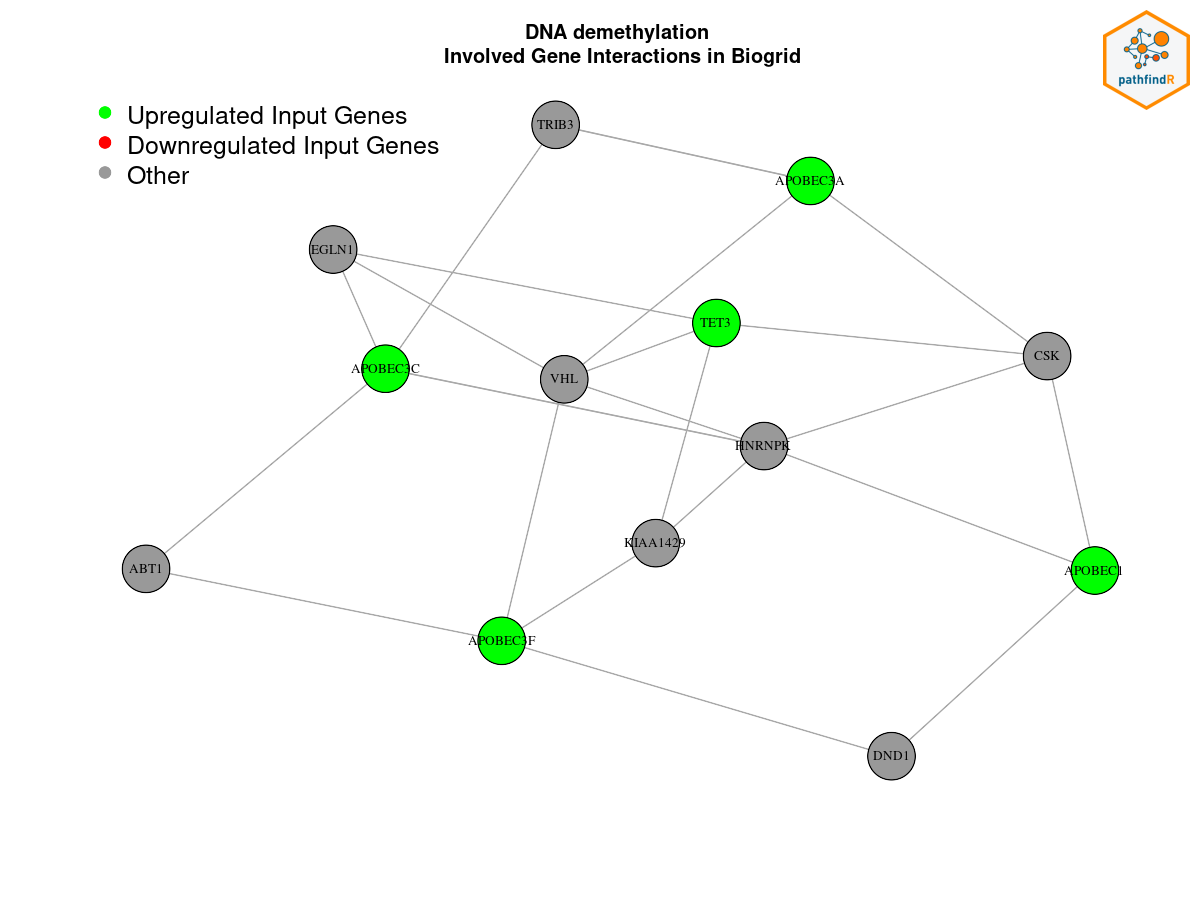 DNA demethylation
Involved Gene Interactions in Biogrid
pathfindR
Upregulated Input Genes
Downregulated Input Genes
Other
TRIB3
APOBEC3A
EGLN1
TET3
CSK
APOBEC3C
VHL
HNRNPK
KIAA1429
ABT1
APOBEC1
APOBEC3F
DND1